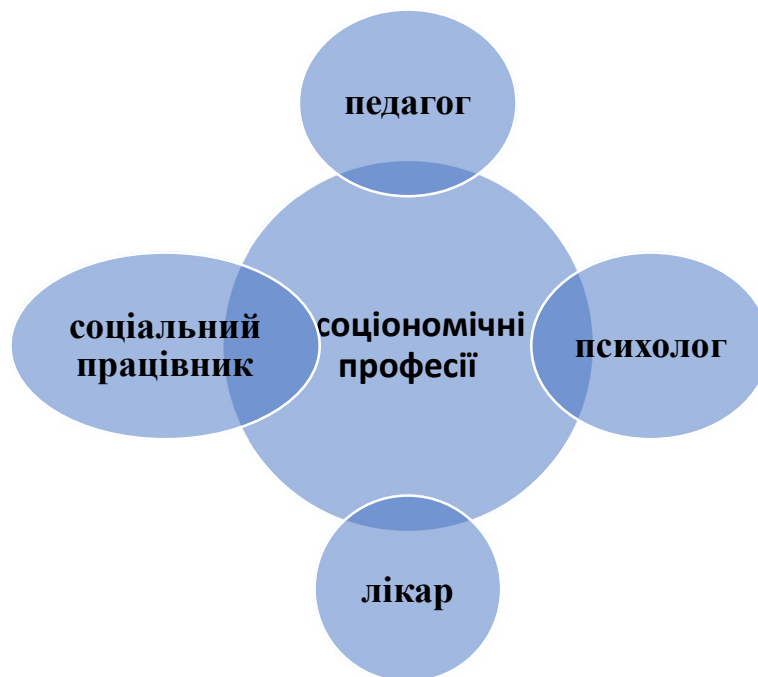 педагог
соціальний
працівник
соціономічні
професії
психолог
лікар